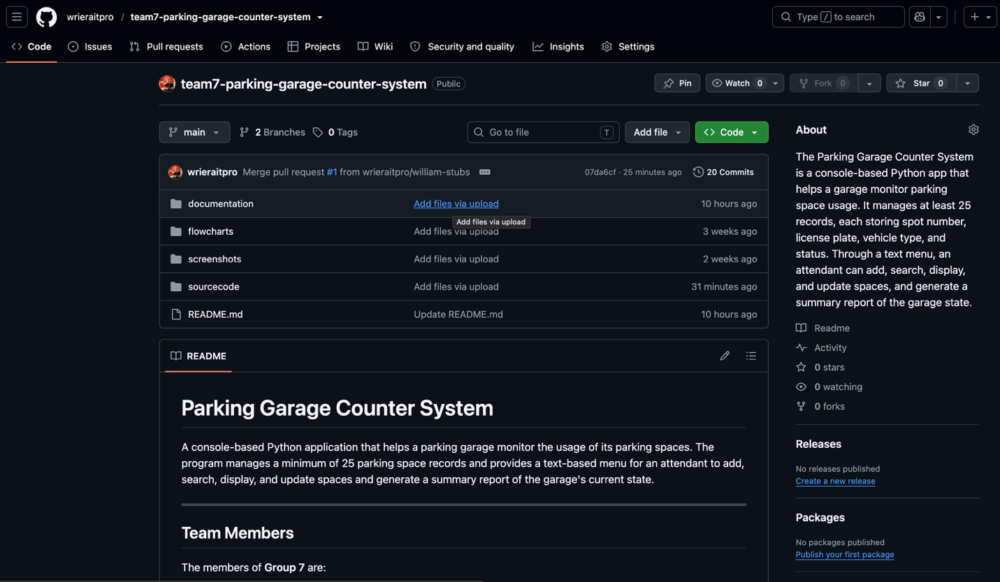 wrieraitpro / team7-parking-garage-counter-system
Type / to search
Code Issues Pull requests Actions Projects Wiki Security and quality Insights Settings
team7-parking-garage-counter-system Public
Pin Watch 0 Fork 0 Star 0
main 2 Branches 0 Tags
Go to file T Add file Code
wrieraitpro Merge pull request #1 from wrieraitpro/william-stubs 07da6cf · 25 minutes ago 20 Commits
documentation Add files via upload 10 hours ago
Add files via upload
flowcharts Add files via upload 3 weeks ago
screenshots Add files via upload 2 weeks ago
sourcecode Add files via upload 31 minutes ago
README.md Update README.md 10 hours ago
README
Parking Garage Counter System
A console-based Python application that helps a parking garage monitor the usage of its parking spaces. The
program manages a minimum of 25 parking space records and provides a text-based menu for an attendant to add,
search, display, and update spaces and generate a summary report of the garage's current state.
Team Members
The members of Group 7 are:
About
The Parking Garage Counter System
is a console-based Python app that
helps a garage monitor parking
space usage. It manages at least 25
records, each storing spot number,
license plate, vehicle type, and
status. Through a text menu, an
attendant can add, search, display,
and update spaces, and generate a
summary report of the garage state.
Readme
Activity
0 stars
0 watching
0 forks
Releases
No releases published
Create a new release
Packages
No packages published
Publish your first package